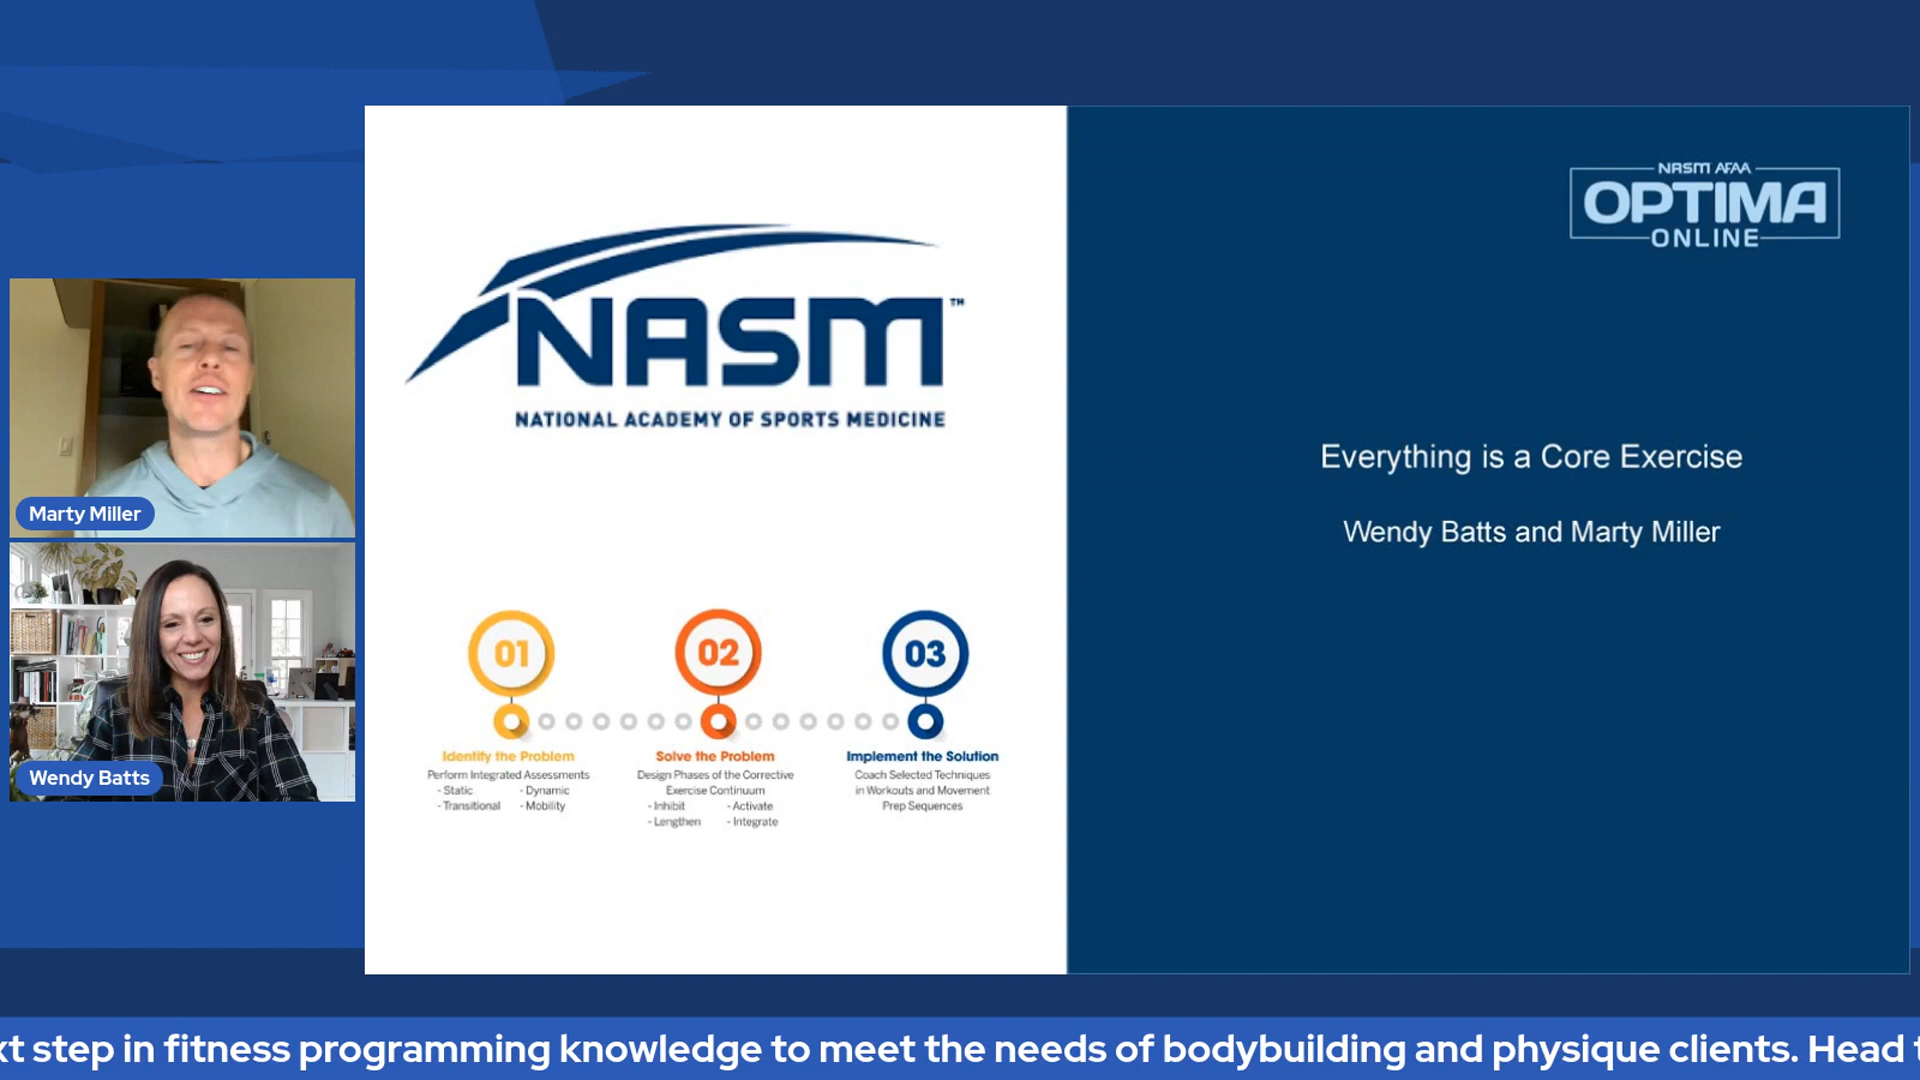 Marty Miller
Wendy Batts
NASM™
NATIONAL ACADEMY OF SPORTS MEDICINE
01
02
03
Identify the Problem
Perform Integrated Assessments
- Static - Dynamic
- Transitional - Mobility
Solve the Problem
Design Phases of the Corrective
Exercise Continuum
- Inhibit - Activate
- Lengthen - Integrate
Implement the Solution
Coach Selected Techniques
in Workouts and Movement
Prep Sequences
NASM AFAA
OPTIMA
ONLINE
Everything is a Core Exercise
Wendy Batts and Marty Miller
xt step in fitness programming knowledge to meet the needs of bodybuilding and physique clients. Head t